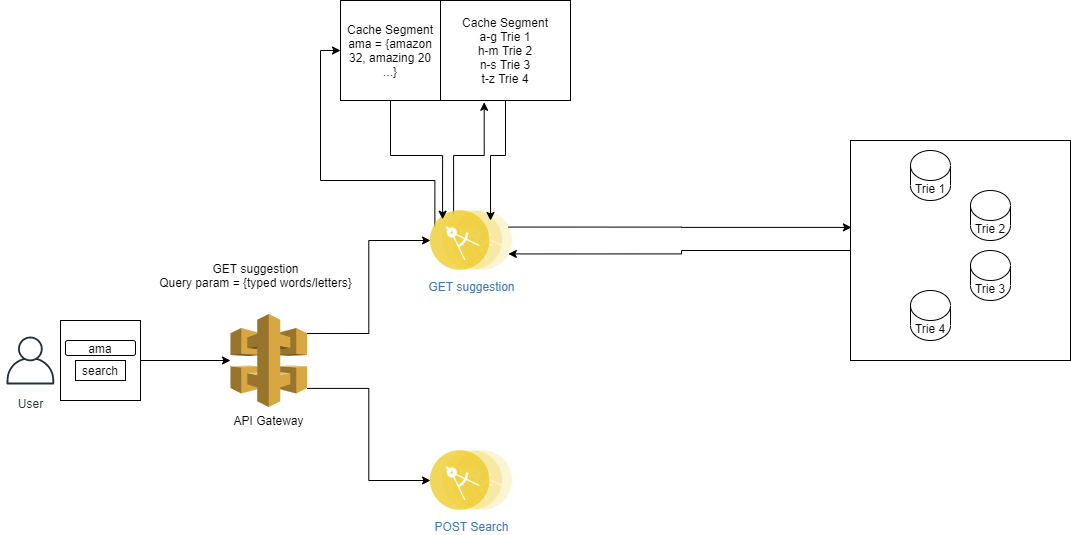 Cache Segment
ama = {amazon
32, amazing 20
...}
Cache Segment
a-g Trie 1
h-m Trie 2
n-s Trie 3
t-z Trie 4
Trie 1
Trie 2
Trie 3
Trie 4
GET suggestion
GET suggestion
Query param = {typed words/letters}
ama
search
User
API Gateway
POST Search